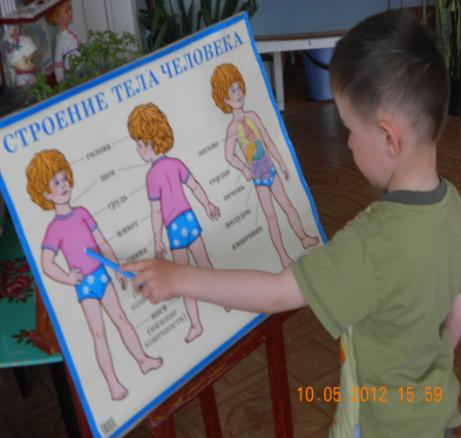 СТРОЕНИЕ ТЕЛА ЧЕЛОВЕКА
голова
шея
грудь
живот
спина
ноги
(нижние
конечности)
легкие
сердце
печень
желудок
кишечник
10.05.2012 15:59